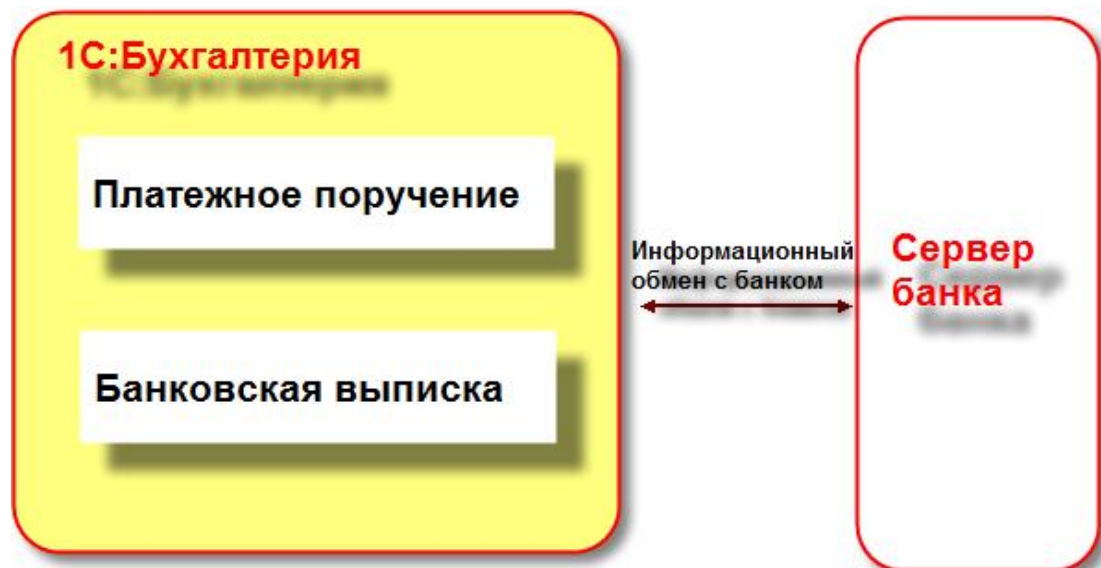 1С:Бухгалтерия
Платежное поручение
Информационный
обмен с банком
Сервер
банка
Банковская выписка